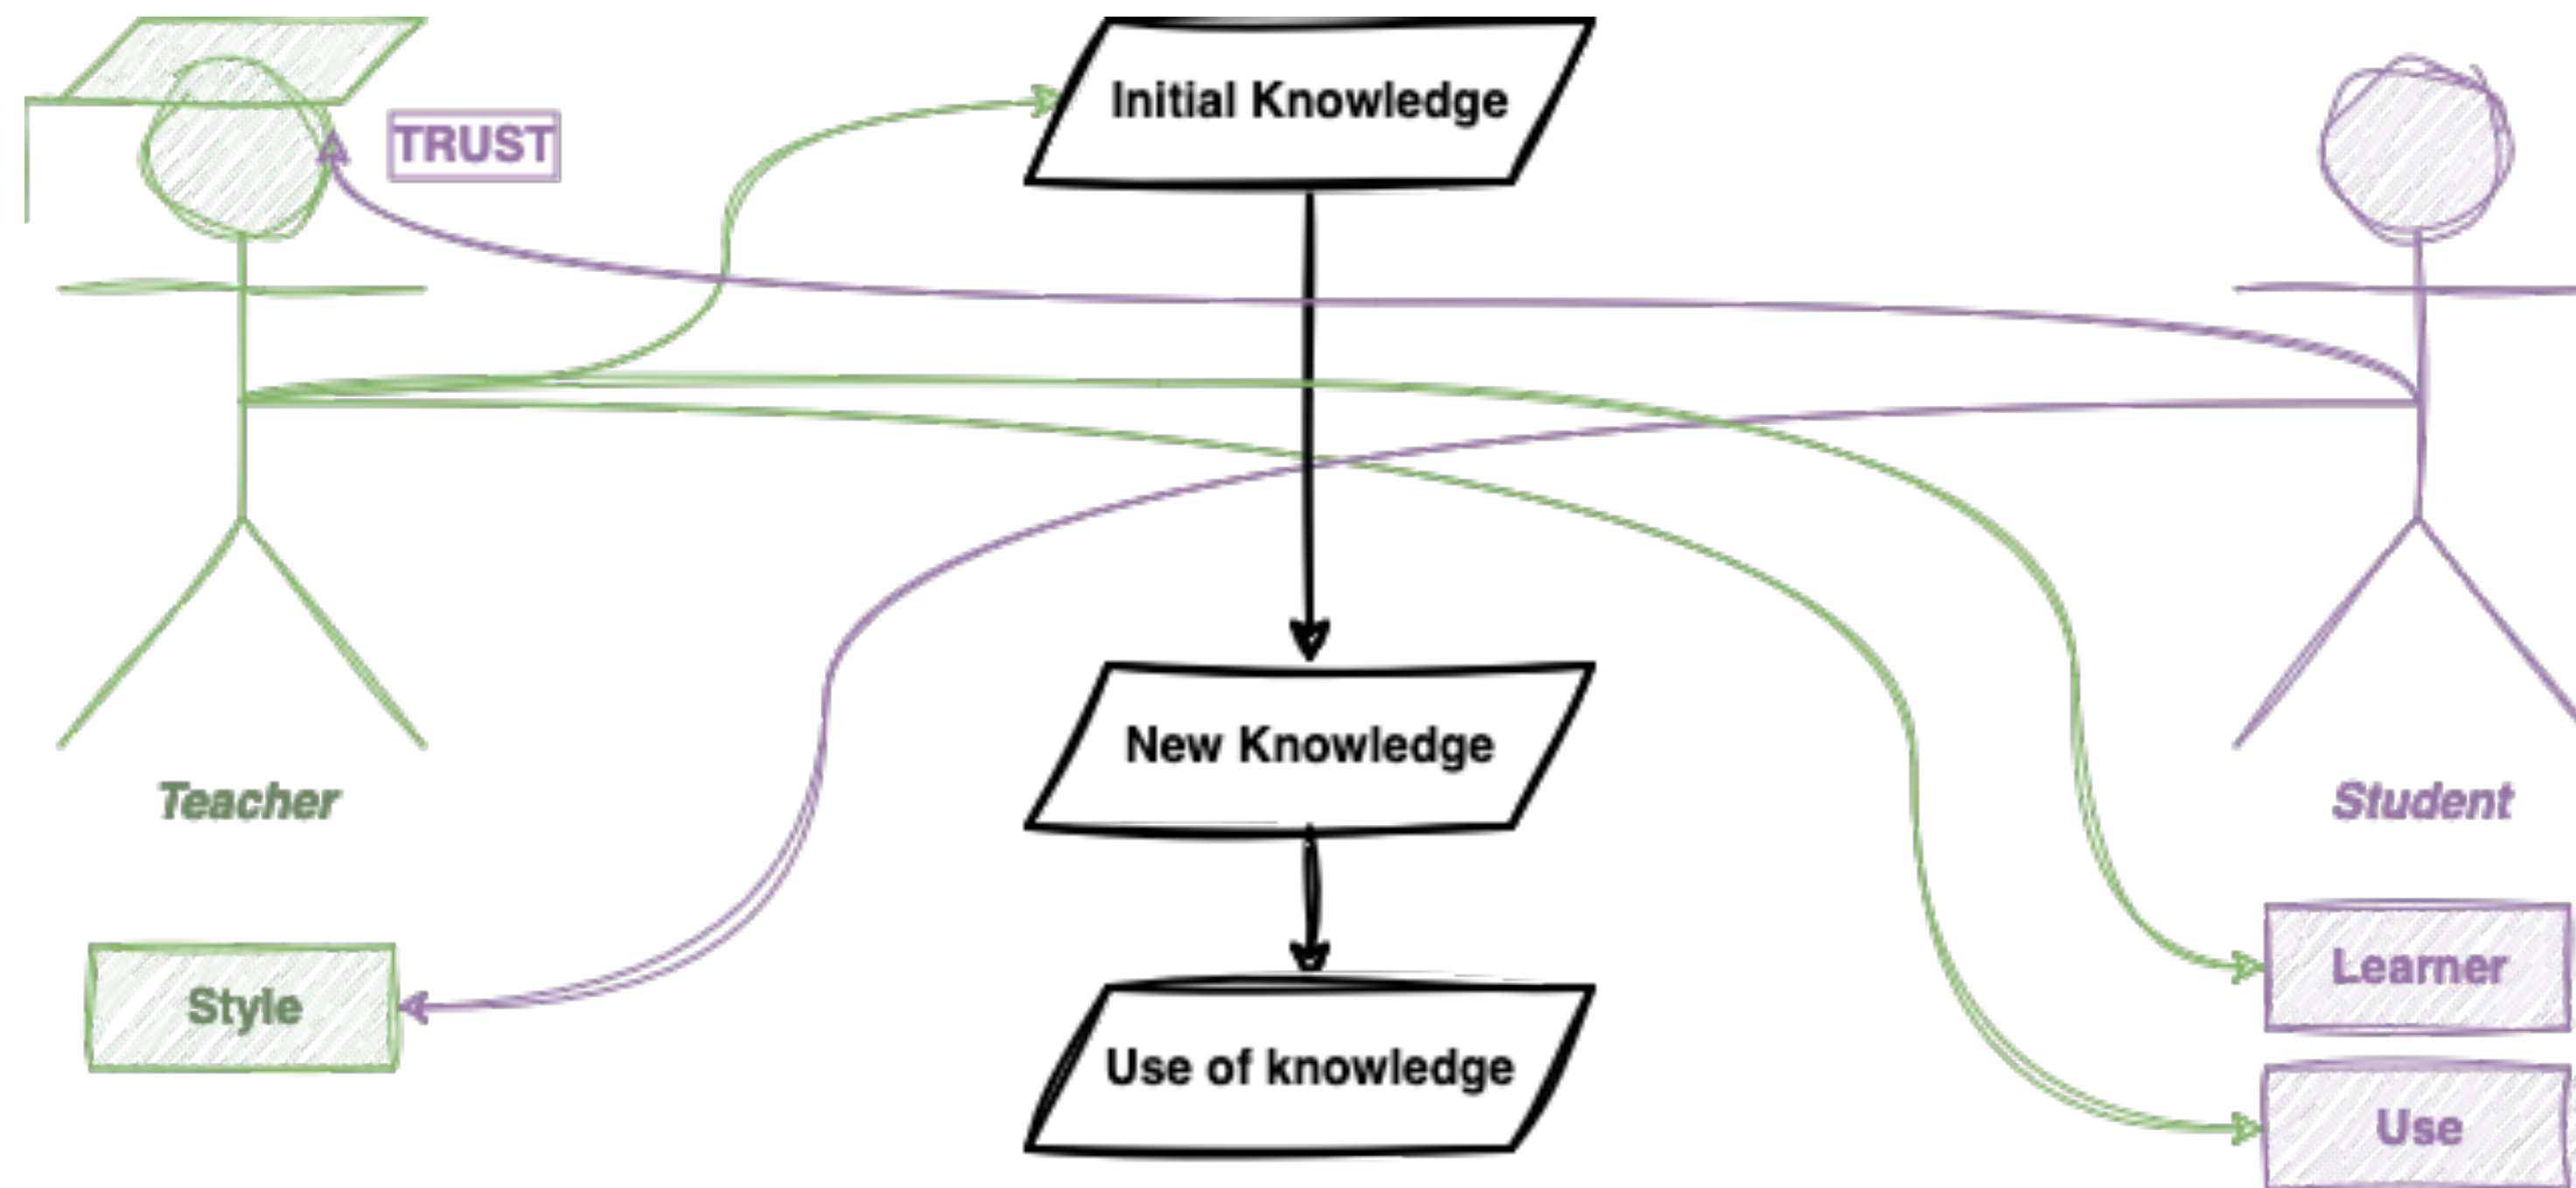 Initial Knowledge
TRUST
New Knowledge
Teacher
Student
Style
Learner
Use of knowledge
Use